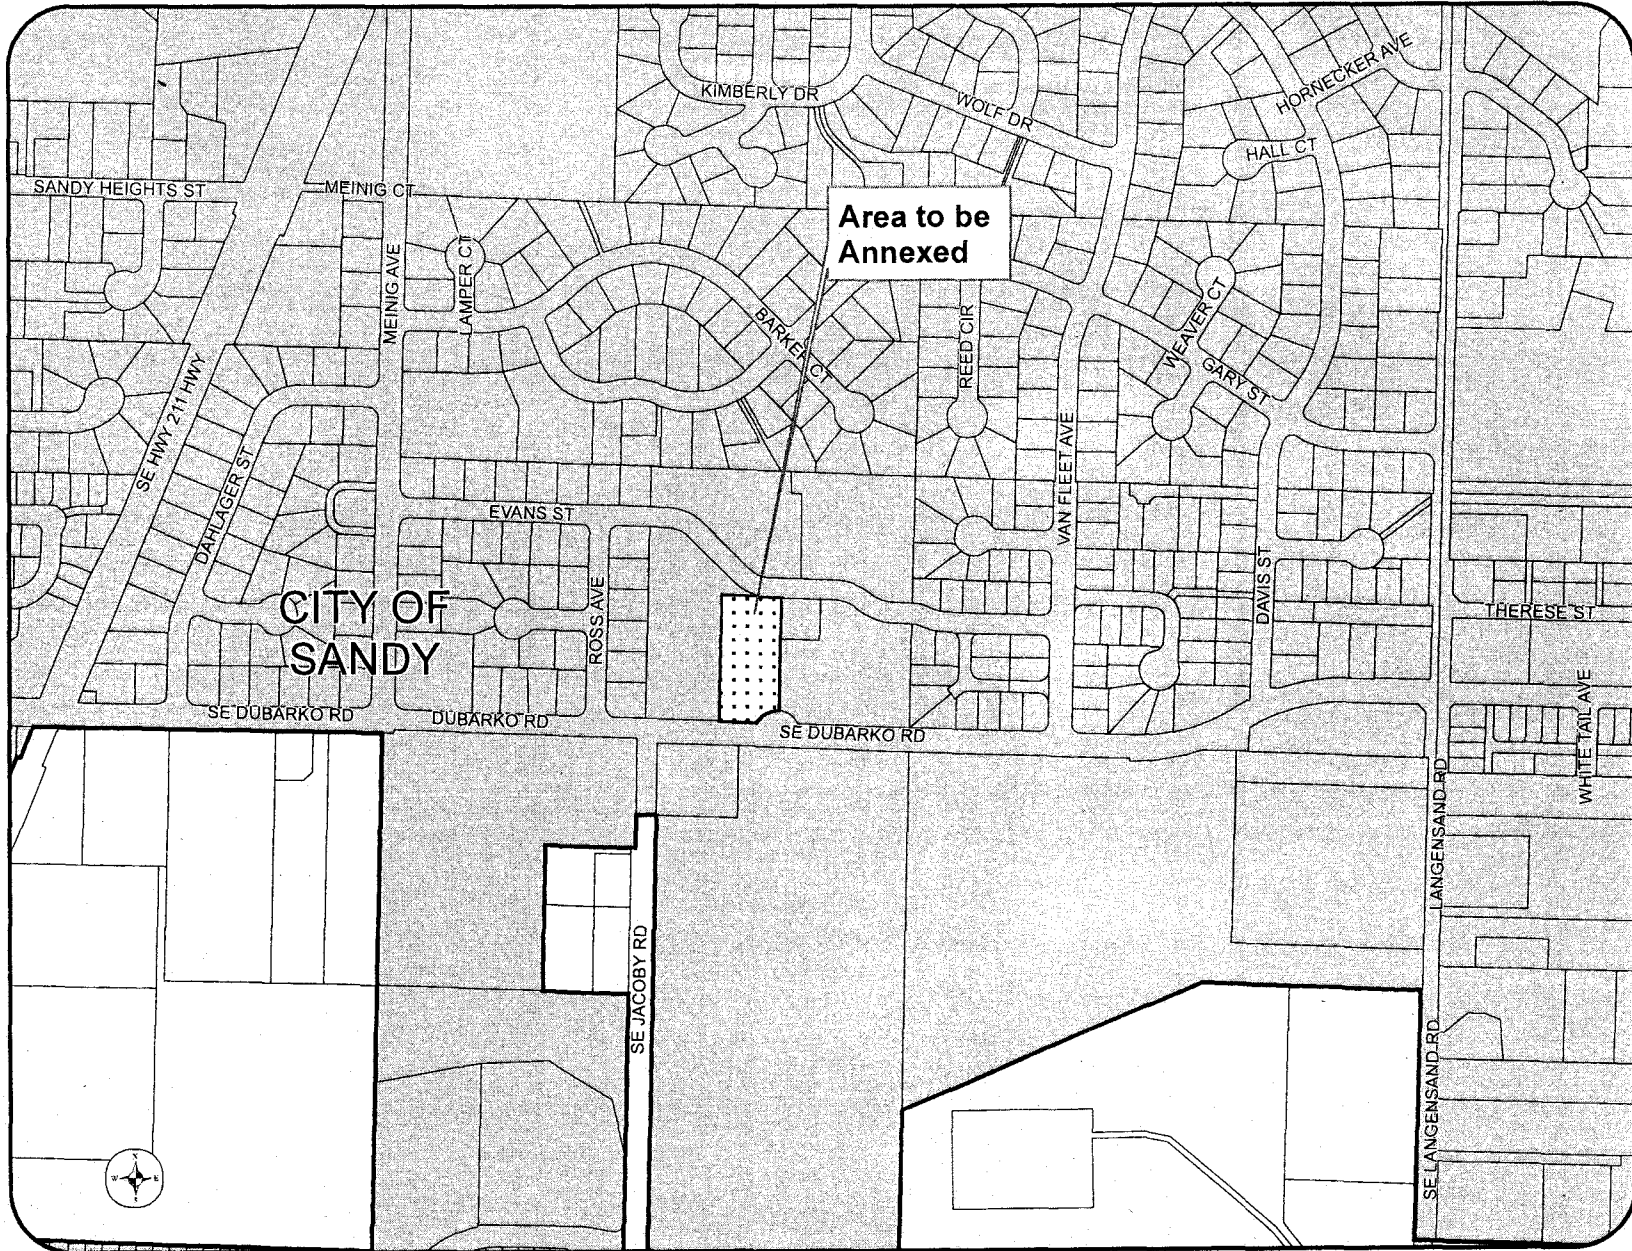 KIMBERLY DR
WOLF DR
HORNECKER AVE
HALL CT
SANDY HEIGHTS ST
MEINIG CT
Area to be
Annexed
MEINIG AVE
LAMPER CT
BARKER CT
REED CIR
WEAVER CT
GARY ST
SE HWY 211 HWY
DAHLAGER ST
EVANS ST
VAN FLEET AVE
ROSS AVE
DAVIS ST
THERESE ST
CITY OF
SANDY
SE DUBARKO RD
DUBARKO RD
SE DUBARKO RD
WHITE TAIL AVE
LANGENSAND RD
SE JACOBY RD
SE LANGENSAND RD
N
W
E
S